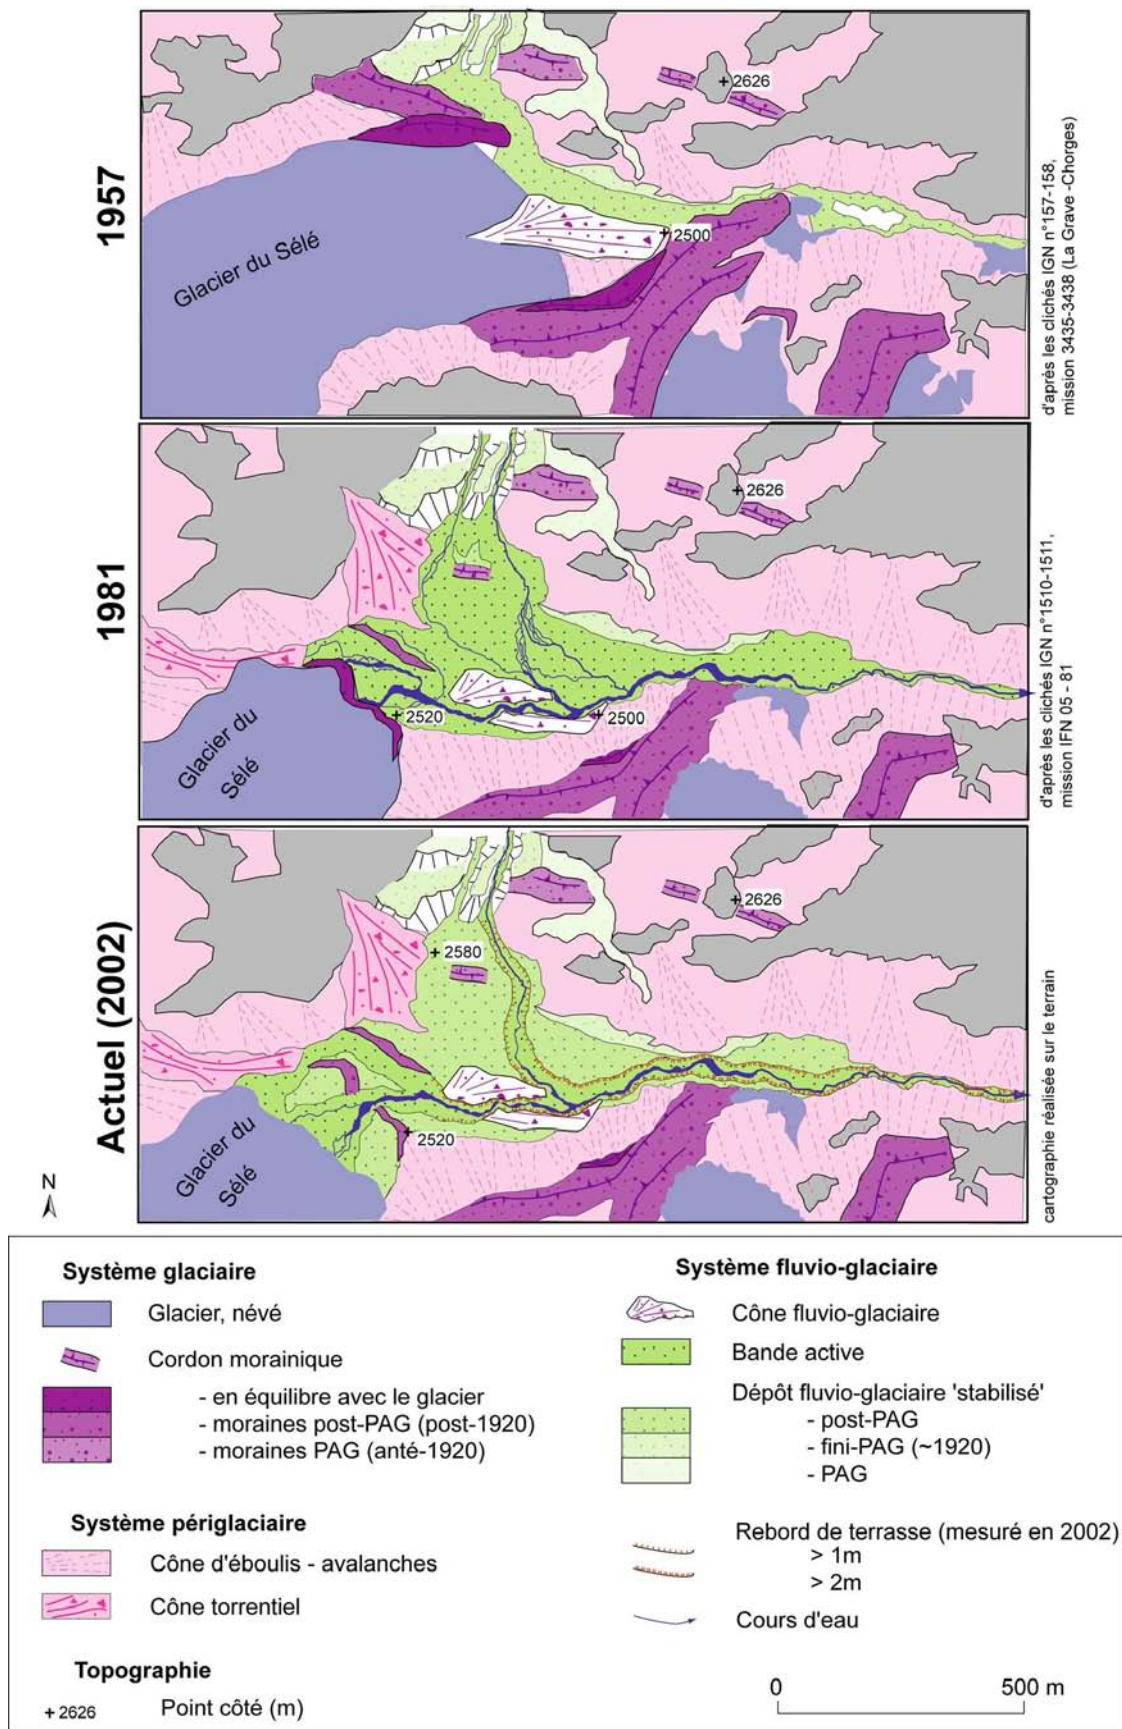 1957
Glacier du Sélé
+2626
+2500
d'après les clichés IGN n°157-158,
mission 3435-3438 (La Grave -Chorges)
1981
Glacier du
Sélé
+2626
+2520
+2500
d'après les clichés IGN n°1510-1511,
mission IFN 05 - 81
Actuel (2002)
Glacier du
Sélé
+2626
+2580
+2520
cartographie réalisée sur le terrain
N
Système glaciaire
Glacier, névé
Cordon morainique
- en équilibre avec le glacier
- moraines post-PAG (post-1920)
- moraines PAG (anté-1920)
Système périglaciaire
Cône d'éboulis - avalanches
Cône torrentiel
Topographie
+ 2626 Point côté (m)
Système fluvio-glaciaire
Cône fluvio-glaciaire
Bande active
Dépôt fluvio-glaciaire 'stabilisé'
- post-PAG
- fini-PAG (~1920)
- PAG
Rebord de terrasse (mesuré en 2002)
> 1m
> 2m
Cours d'eau
0 500 m